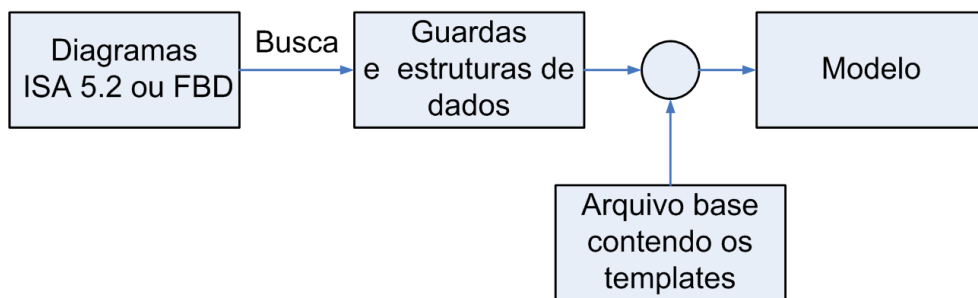 Diagramas
ISA 5.2 ou FBD
Busca
Guardas
e estruturas de
dados
Modelo
Arquivo base
contendo os
templates